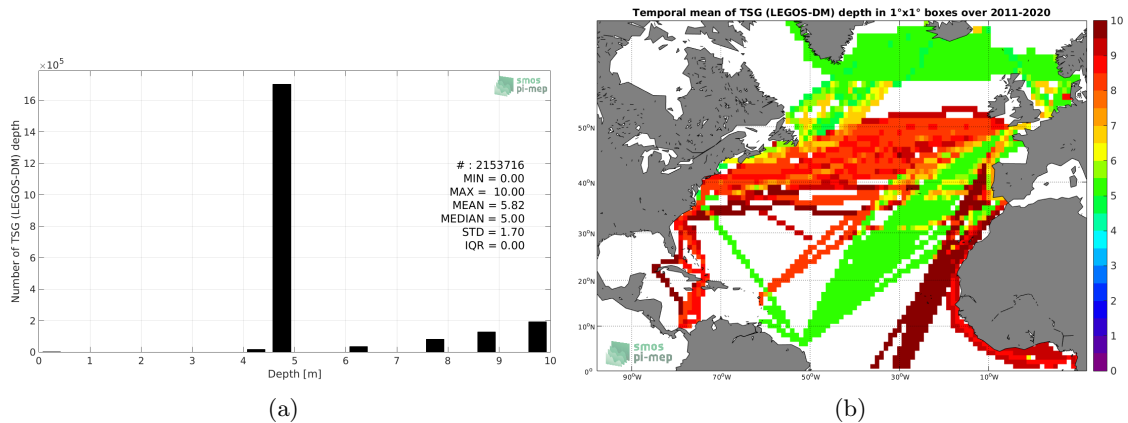 ×10⁵
16
14
12
10
8
6
4
2
0
Number of TSG (LEGOS-DM) depth
smos
pi-mep
# : 2153716
MIN = 0.00
MAX = 10.00
MEAN = 5.82
MEDIAN = 5.00
STD = 1.70
IQR = 0.00
0 1 2 3 4 5 6 7 8 9 10
Depth [m]
(a)
Temporal mean of TSG (LEGOS-DM) depth in 1°x1° boxes over 2011-2020
50°N
40°N
30°N
20°N
10°N
0°
90°W 70°W 50°W 30°W 10°W
smos
pi-mep
10
9
8
7
6
5
4
3
2
1
0
(b)